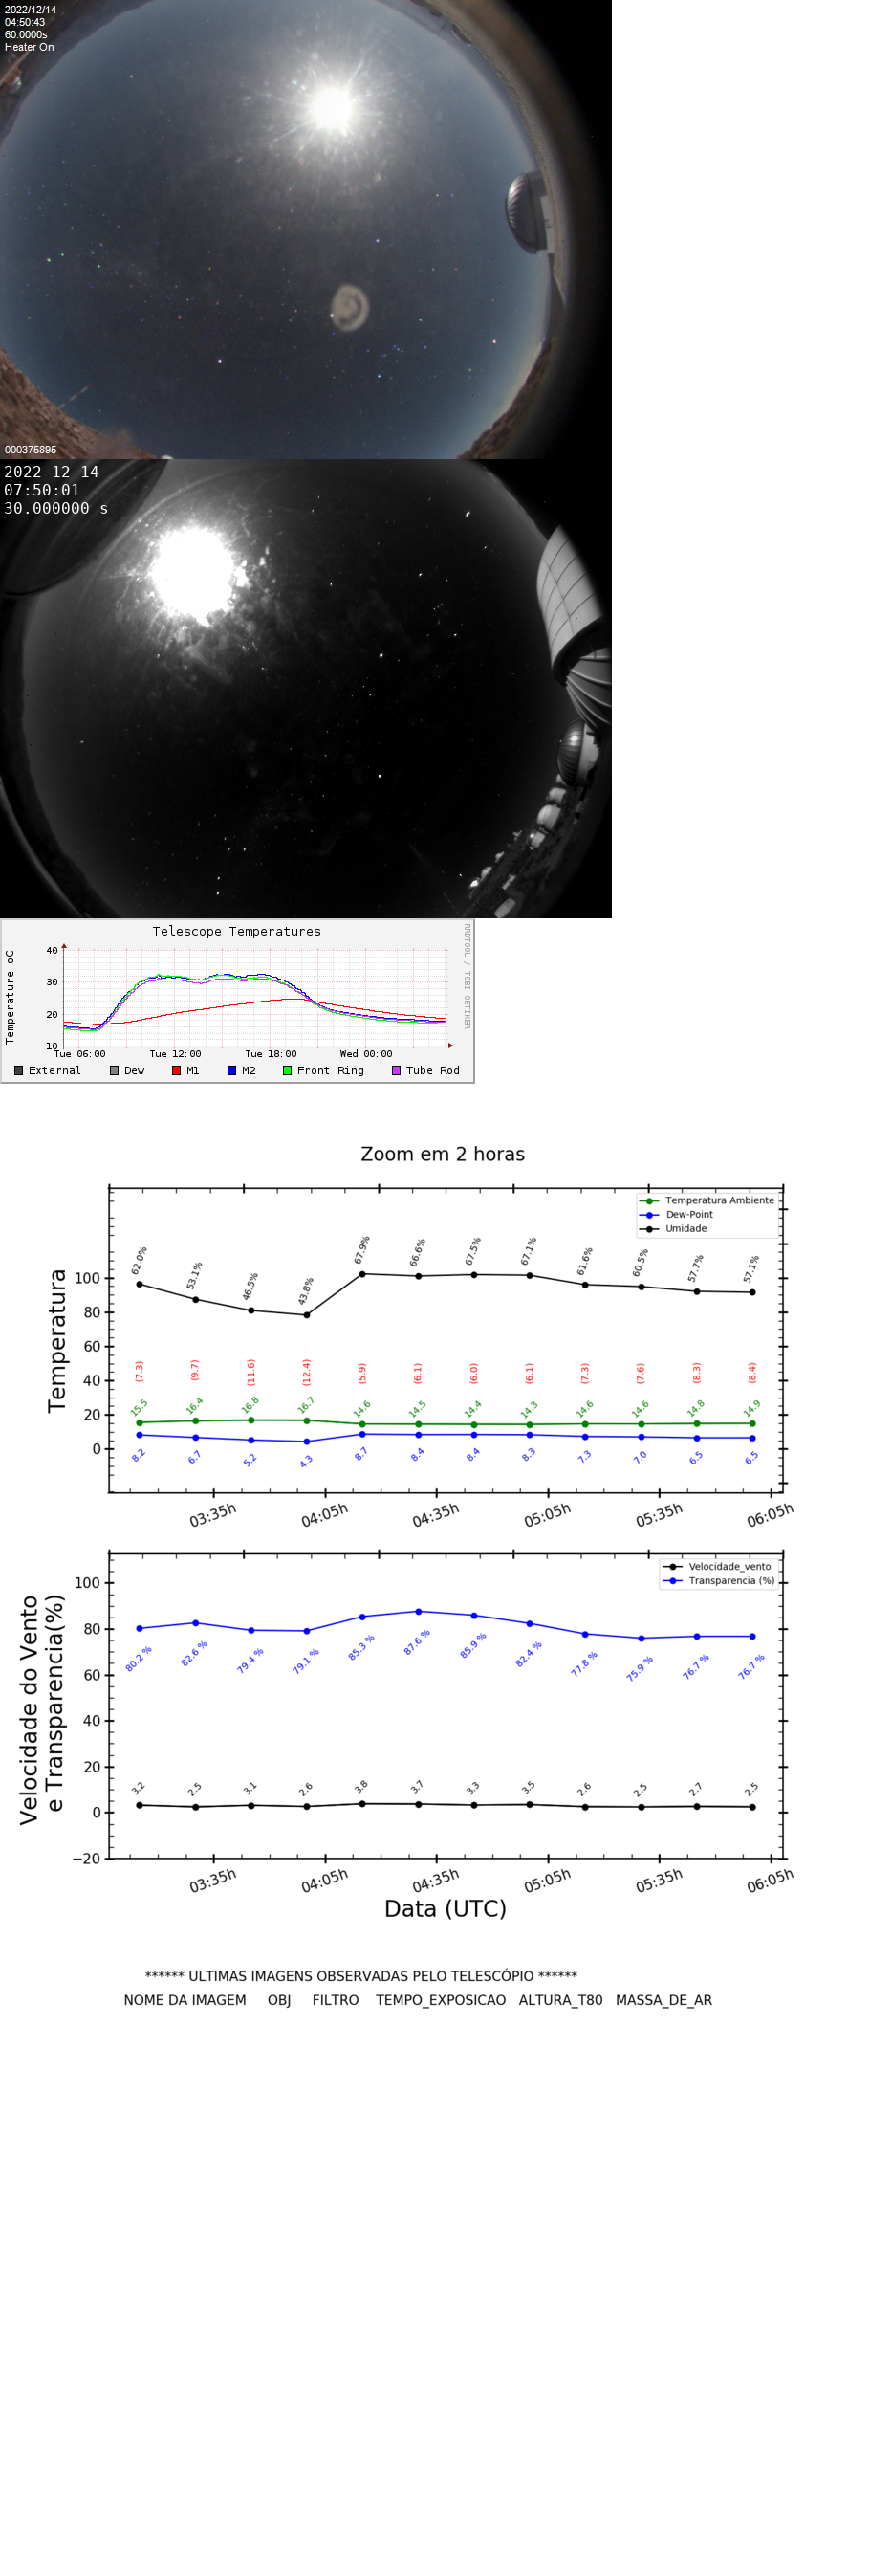 2022/12/14
04:50:43
60.0000s
Heater On
000375895
2022-12-14
07:50:01
30.000000 s
Telescope Temperatures
RRDTOOL / TOBI OETIKER
Temperature oC
40
30
20
10
Tue 06:00 Tue 12:00 Tue 18:00 Wed 00:00
External Dew M1 M2 Front Ring Tube Rod
Zoom em 2 horas
Temperatura Ambiente
Dew-Point
Umidade
Temperatura
100
80
60
40
20
0
62.0% 53.1% 46.5% 43.8% 67.9% 66.6% 67.5% 67.1% 61.6% 60.5% 57.7% 57.1%
(7.3) (9.7) (11.6) (12.4) (5.9) (6.1) (6.0) (6.1) (7.3) (7.6) (8.3) (8.4)
15.5 16.4 16.8 16.7 14.6 14.5 14.4 14.3 14.6 14.6 14.8 14.9
8.2 6.7 5.2 4.3 8.7 8.4 8.4 8.3 7.3 7.0 6.5 6.5
03:35h 04:05h 04:35h 05:05h 05:35h 06:05h
Velocidade_vento
Transparencia (%)
Velocidade do Vento
e Transparencia(%)
100
80
60
40
20
0
−20
80.2 % 82.6 % 79.4 % 79.1 % 85.3 % 87.6 % 85.9 % 82.4 % 77.8 % 75.9 % 76.7 % 76.7 %
3.2 2.5 3.1 2.6 3.8 3.7 3.3 3.5 2.6 2.5 2.7 2.5
03:35h 04:05h 04:35h 05:05h 05:35h 06:05h
Data (UTC)
****** ULTIMAS IMAGENS OBSERVADAS PELO TELESCÓPIO ******
NOME DA IMAGEM OBJ FILTRO TEMPO_EXPOSICAO ALTURA_T80 MASSA_DE_AR